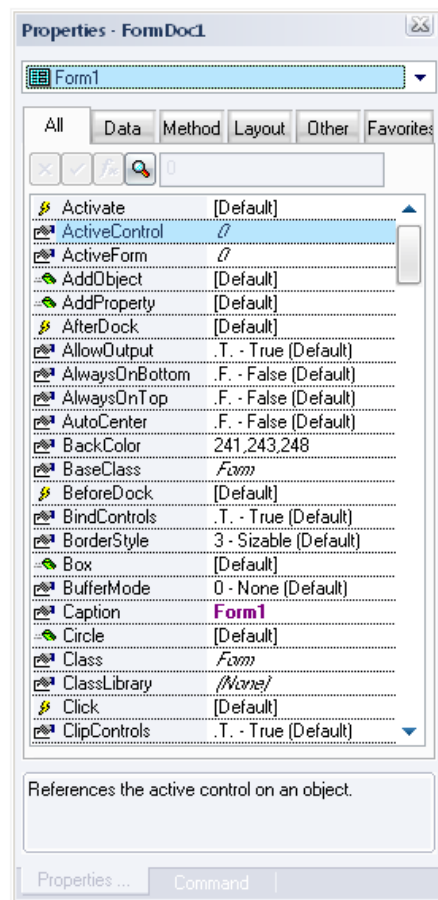 Properties - FormDoc1
Form1
All Data Method Layout Other Favorites
fx 0
Activate [Default]
ActiveControl 0
ActiveForm 0
AddObject [Default]
AddProperty [Default]
AfterDock [Default]
AllowOutput .T. - True (Default)
AlwaysOnBottom .F. - False (Default)
AlwaysOnTop .F. - False (Default)
AutoCenter .F. - False (Default)
BackColor 241,243,248
BaseClass Form
BeforeDock [Default]
BindControls .T. - True (Default)
BorderStyle 3 - Sizable (Default)
Box [Default]
BufferMode 0 - None (Default)
Caption Form1
Circle [Default]
Class Form
ClassLibrary (None)
Click [Default]
ClipControls .T. - True (Default)
References the active control on an object.
Properties ... Command